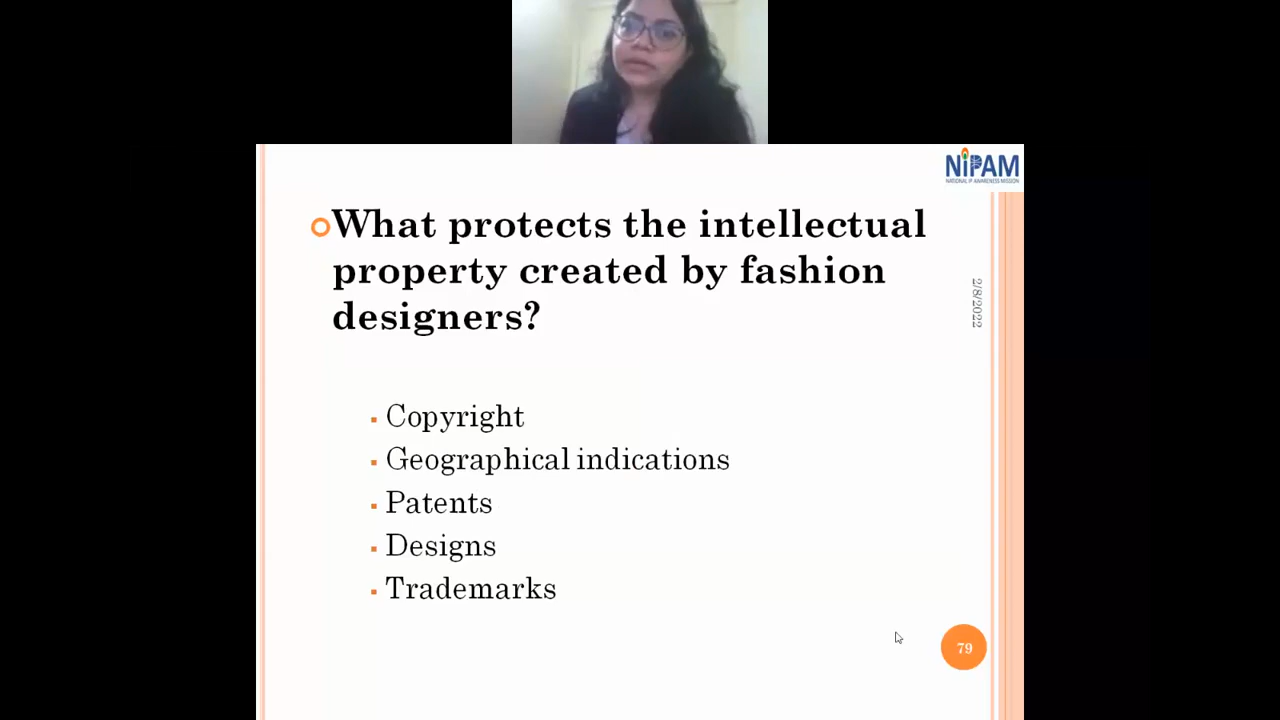 NiPAM
NATIONAL IP AWARENESS MISSION
What protects the intellectual
property created by fashion
designers?
2/8/2022
Copyright
Geographical indications
Patents
Designs
Trademarks
79